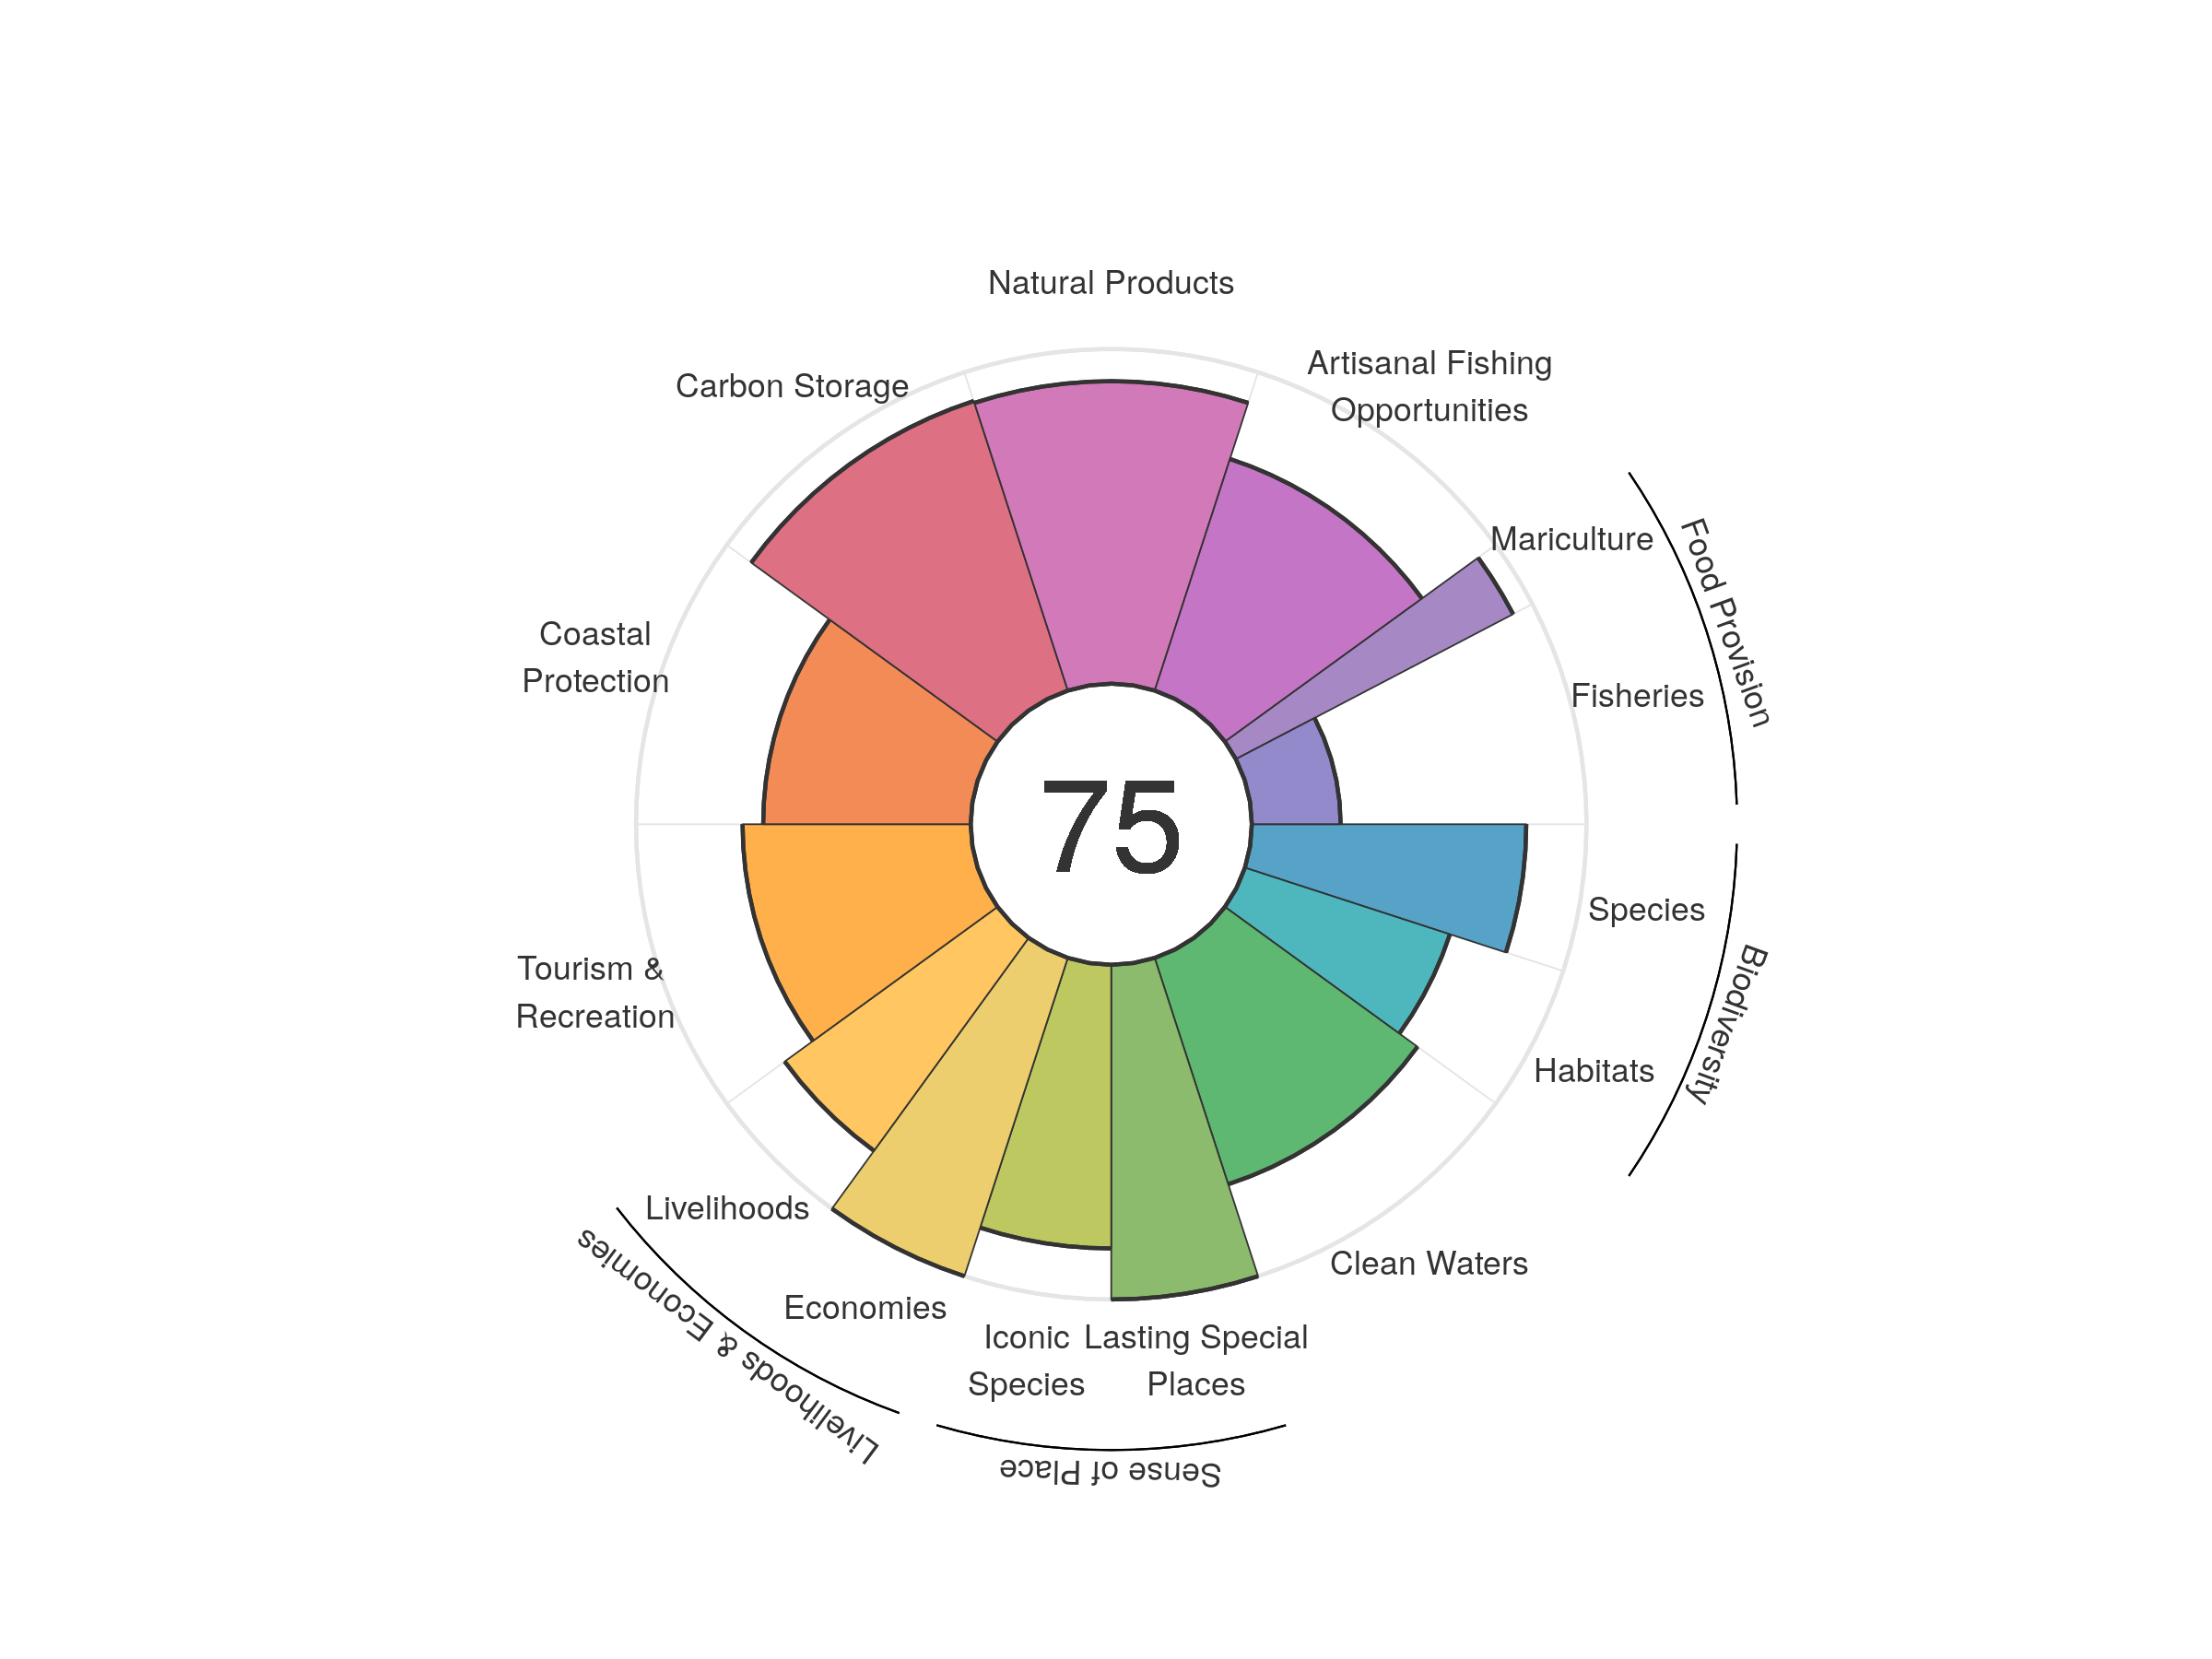 Natural Products
Artisanal Fishing
Opportunities
Carbon Storage
Mariculture
Food Provision
Coastal
Protection
Fisheries
75
Species
Biodiversity
Tourism &
Recreation
Habitats
Livelihoods
Clean Waters
Economies
Livelihoods & Economies
Iconic
Species
Lasting Special
Places
Sense of Place